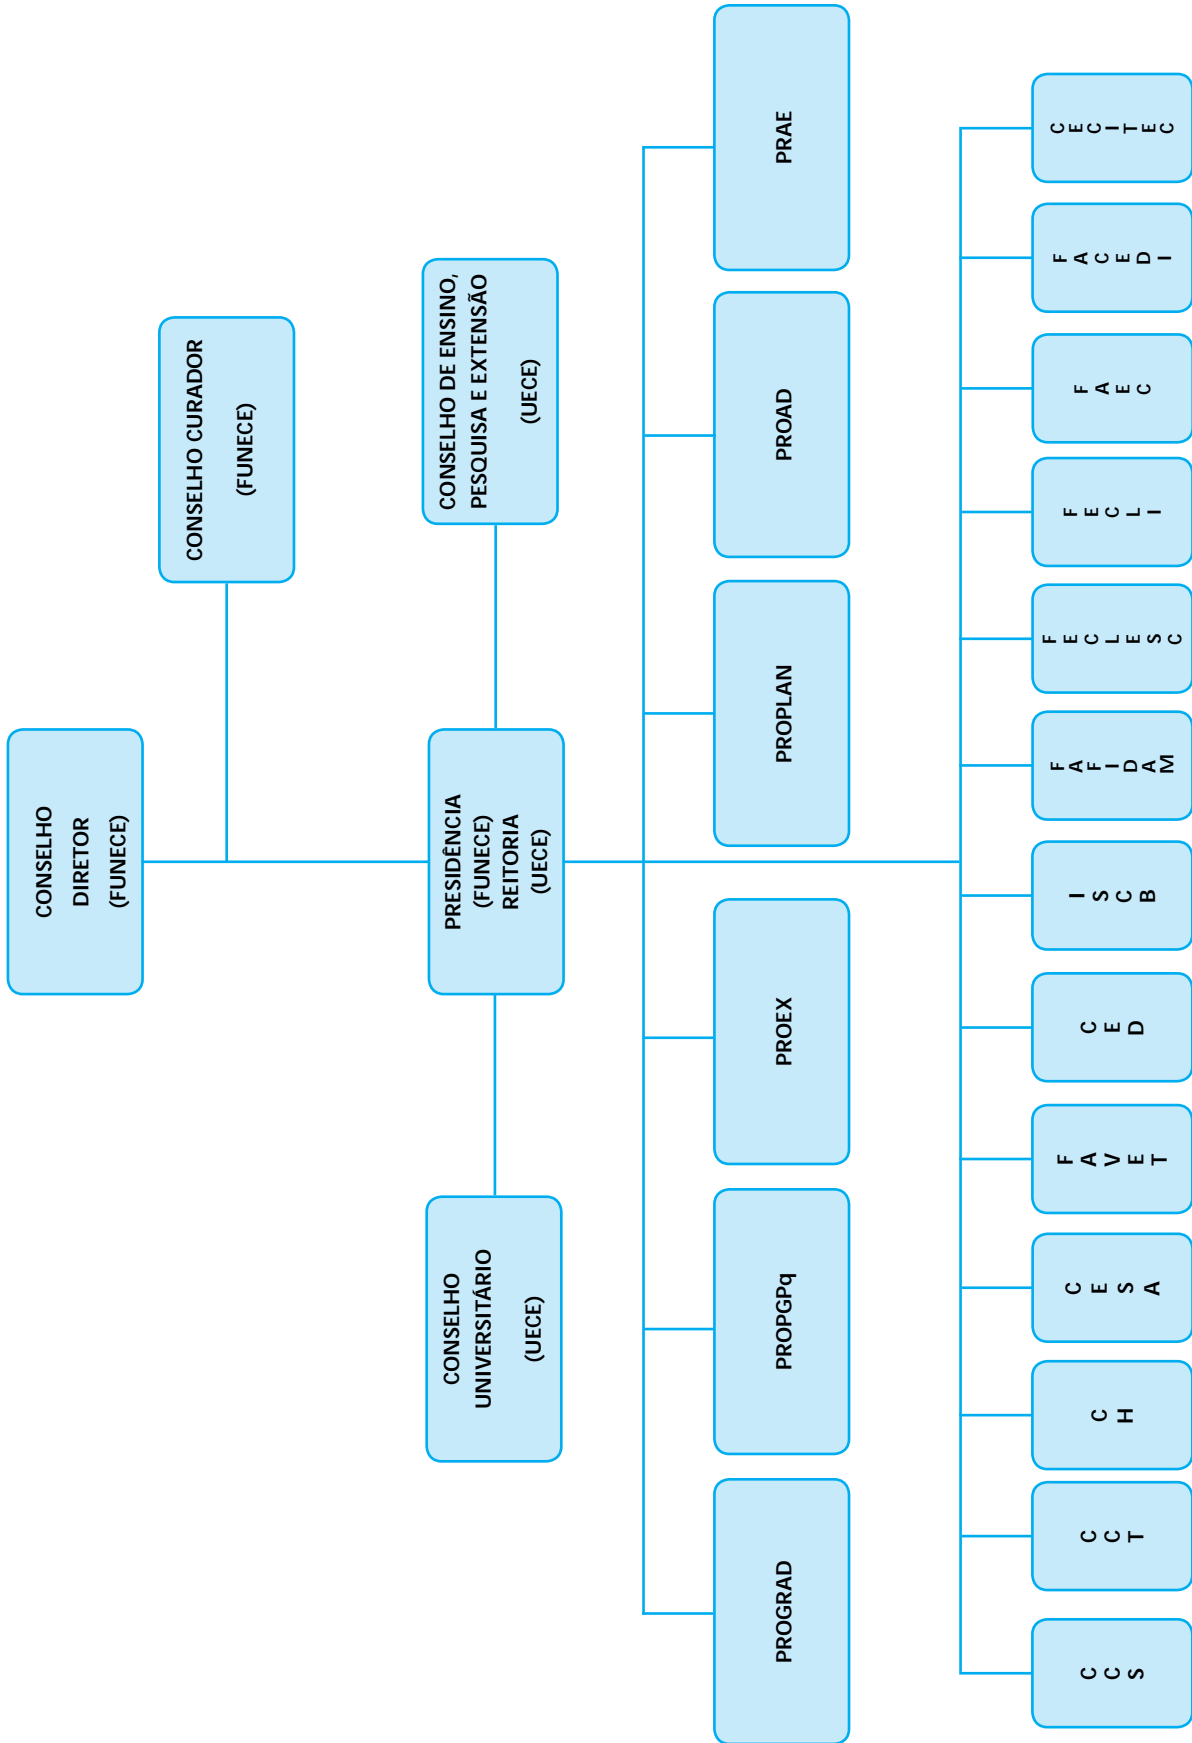 CONSELHO
DIRETOR
(FUNECE)
CONSELHO CURADOR
(FUNECE)
CONSELHO
UNIVERSITÁRIO
(UECE)
PRESIDÊNCIA
(FUNECE)
REITORIA
(UECE)
CONSELHO DE ENSINO,
PESQUISA E EXTENSÃO
(UECE)
PROGRAD
PROPGPq
PROEX
PROPLAN
PROAD
PRAE
CCS
CCT
CH
CESA
FAVET
CED
ISCB
FAFIDAM
FECLESC
FECLI
FAEC
FACEDI
CECITEC